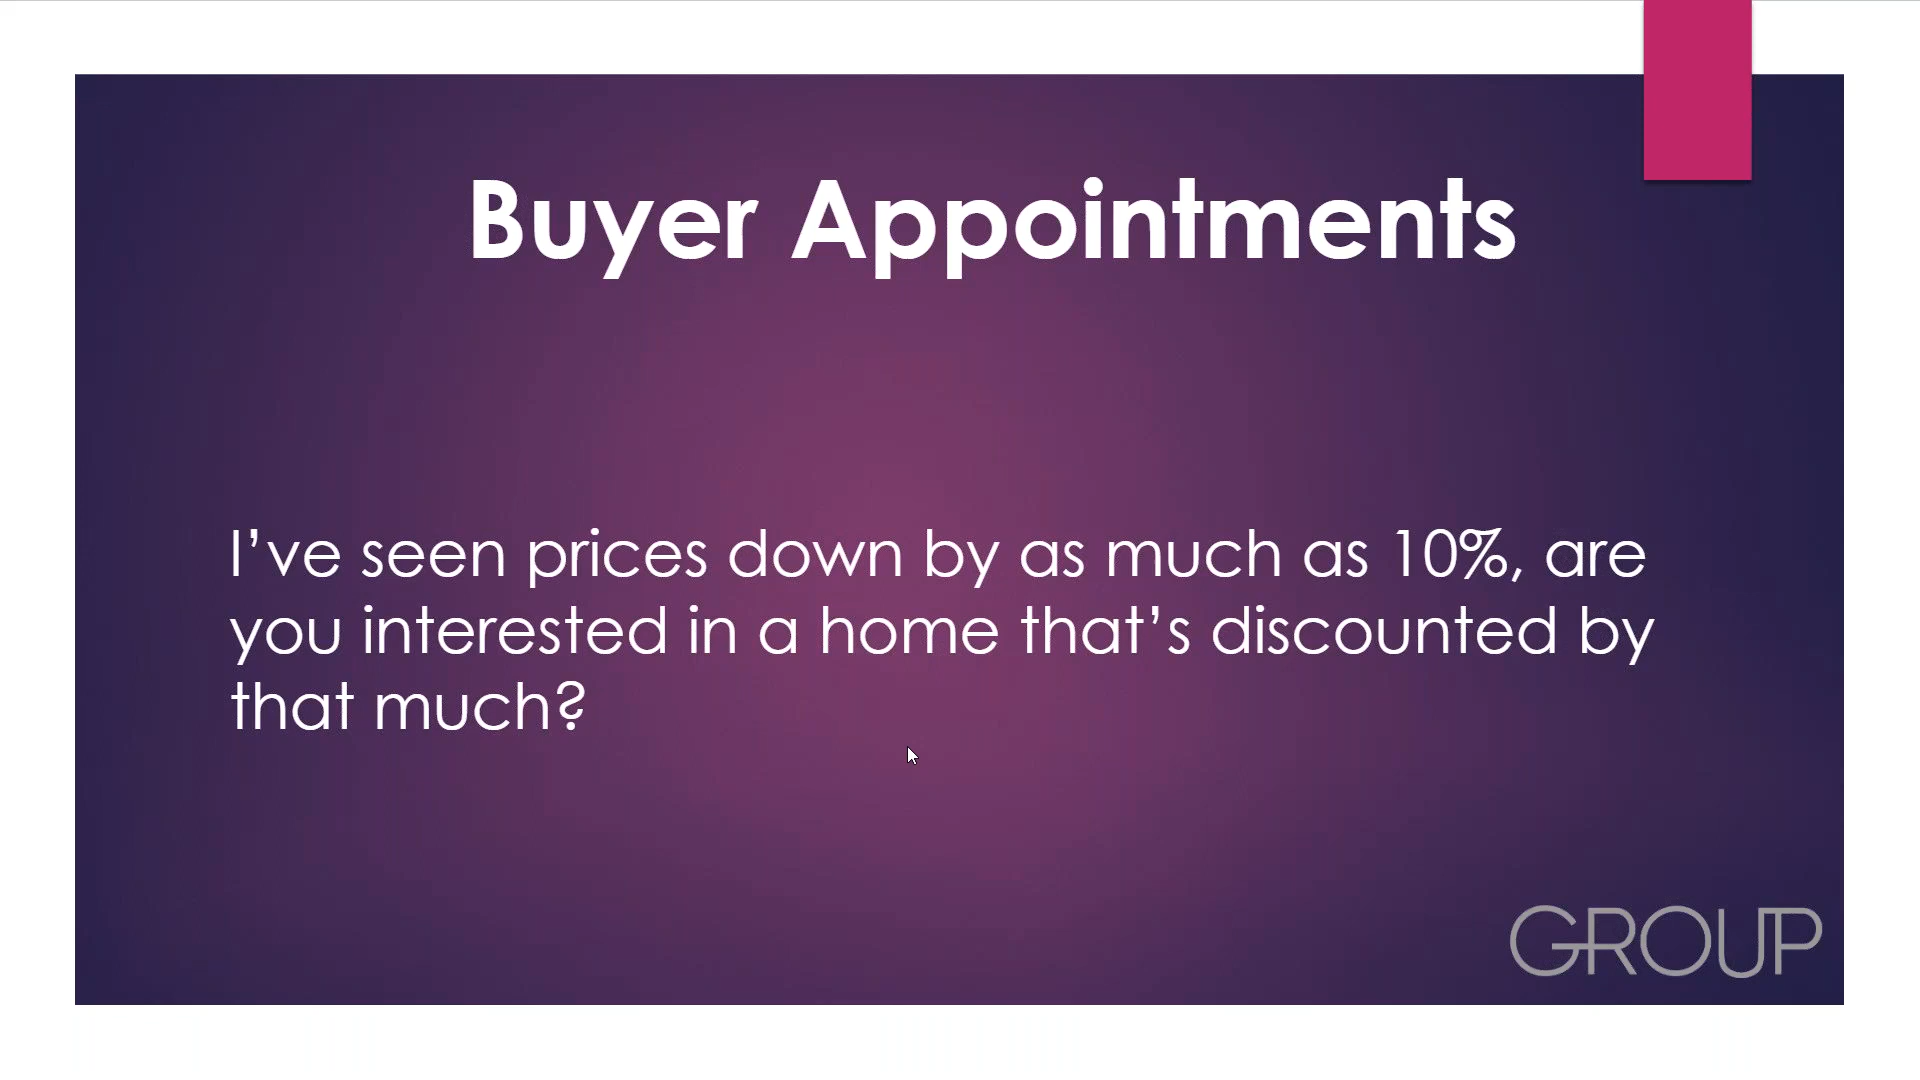 Buyer Appointments
I’ve seen prices down by as much as 10%, are
you interested in a home that’s discounted by
that much?
GROUP